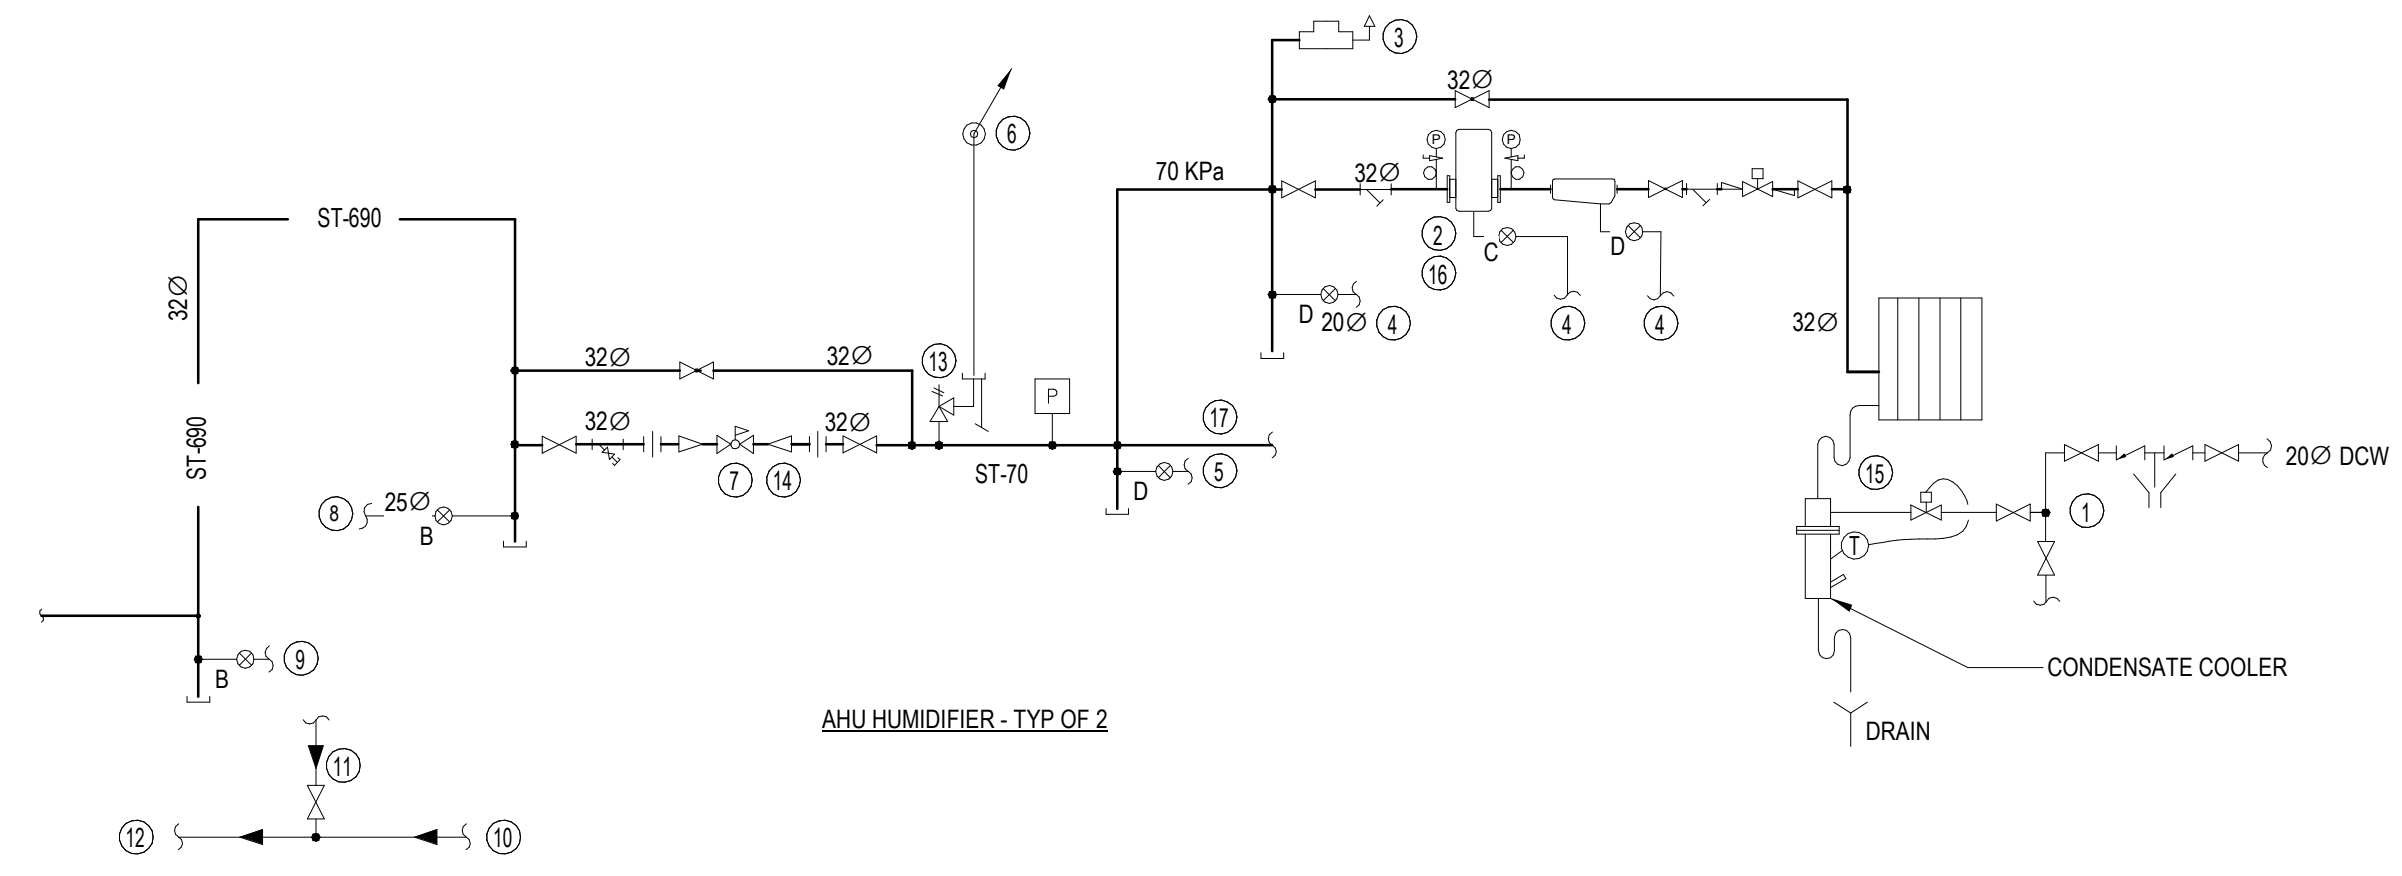 3
32∅
6
P
P
70 KPa
32∅
ST-690
2
C
D
16
32∅
D
20∅
4
4
4
32∅
32∅
32∅
13
P
32∅
32∅
17
ST-690
7
14
ST-70
D
5
15
20∅ DCW
8
25∅
B
1
T
9
B
CONDENSATE COOLER
AHU HUMIDIFIER - TYP OF 2
DRAIN
11
12
10